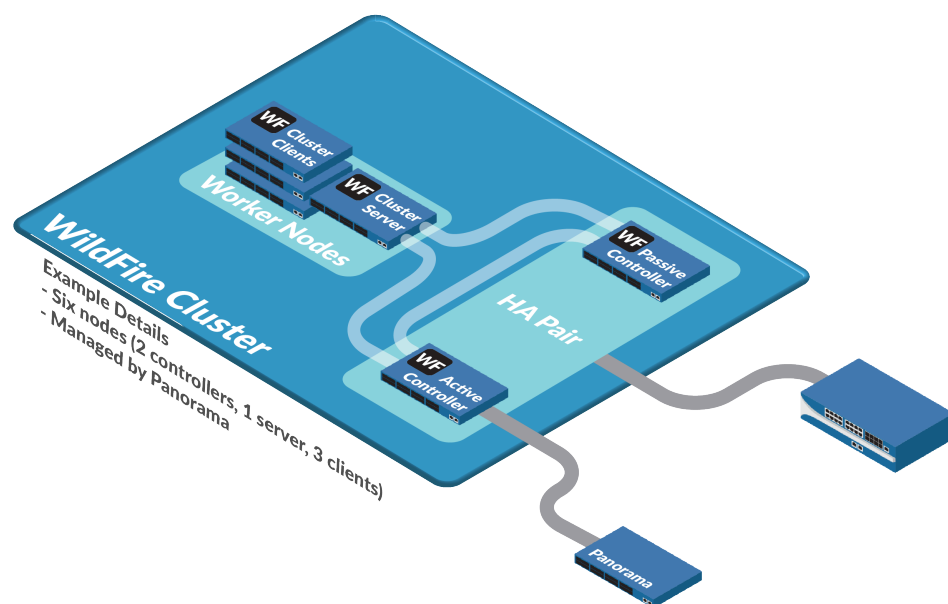 WF Cluster
Clients
WF Cluster
Server
Worker Nodes
WF Passive
Controller
HA Pair
WF Active
Controller
WildFire Cluster
Example Details
- Six nodes (2 controllers, 1 server, 3 clients)
- Managed by Panorama
Panorama